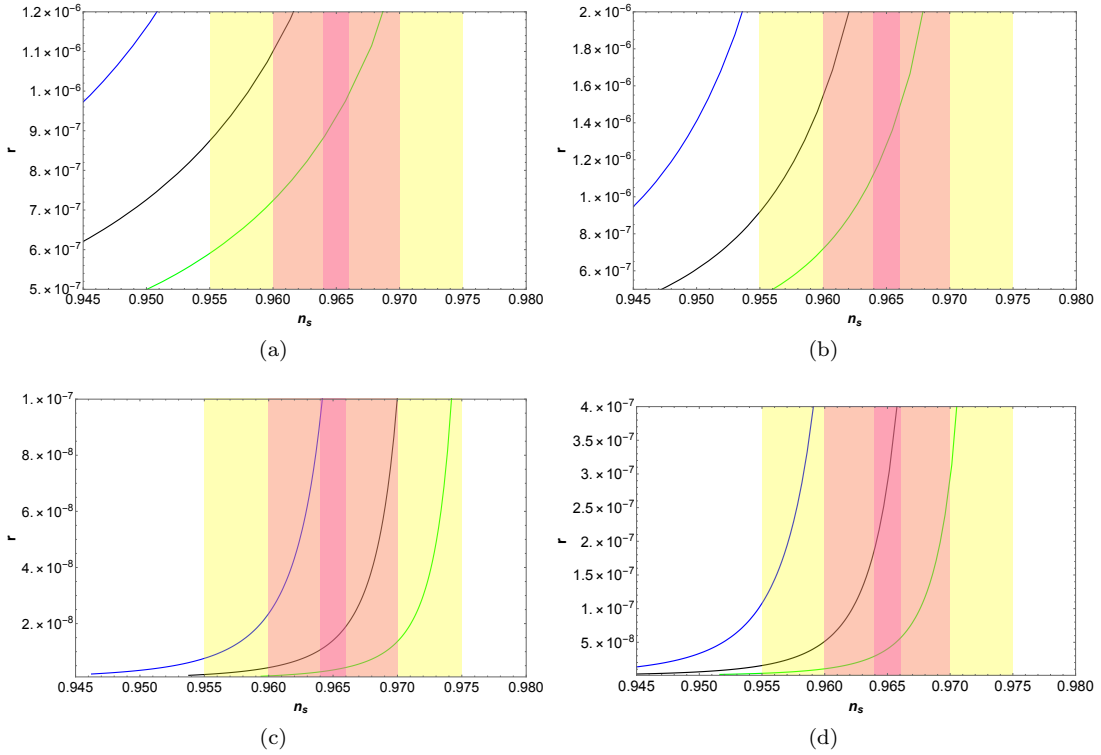 1.2 × 10⁻⁶
1.1 × 10⁻⁶
1. × 10⁻⁶
9. × 10⁻⁷
8. × 10⁻⁷
7. × 10⁻⁷
6. × 10⁻⁷
5. × 10⁻⁷
r
0.945 0.950 0.955 0.960 0.965 0.970 0.975 0.980
nₛ
(a)
2. × 10⁻⁶
1.8 × 10⁻⁶
1.6 × 10⁻⁶
1.4 × 10⁻⁶
1.2 × 10⁻⁶
1. × 10⁻⁶
8. × 10⁻⁷
6. × 10⁻⁷
r
0.945 0.950 0.955 0.960 0.965 0.970 0.975 0.980
nₛ
(b)
1. × 10⁻⁷
8. × 10⁻⁸
6. × 10⁻⁸
4. × 10⁻⁸
2. × 10⁻⁸
r
0.945 0.950 0.955 0.960 0.965 0.970 0.975 0.980
nₛ
(c)
4. × 10⁻⁷
3.5 × 10⁻⁷
3. × 10⁻⁷
2.5 × 10⁻⁷
2. × 10⁻⁷
1.5 × 10⁻⁷
1. × 10⁻⁷
5. × 10⁻⁸
r
0.945 0.950 0.955 0.960 0.965 0.970 0.975 0.980
nₛ
(d)